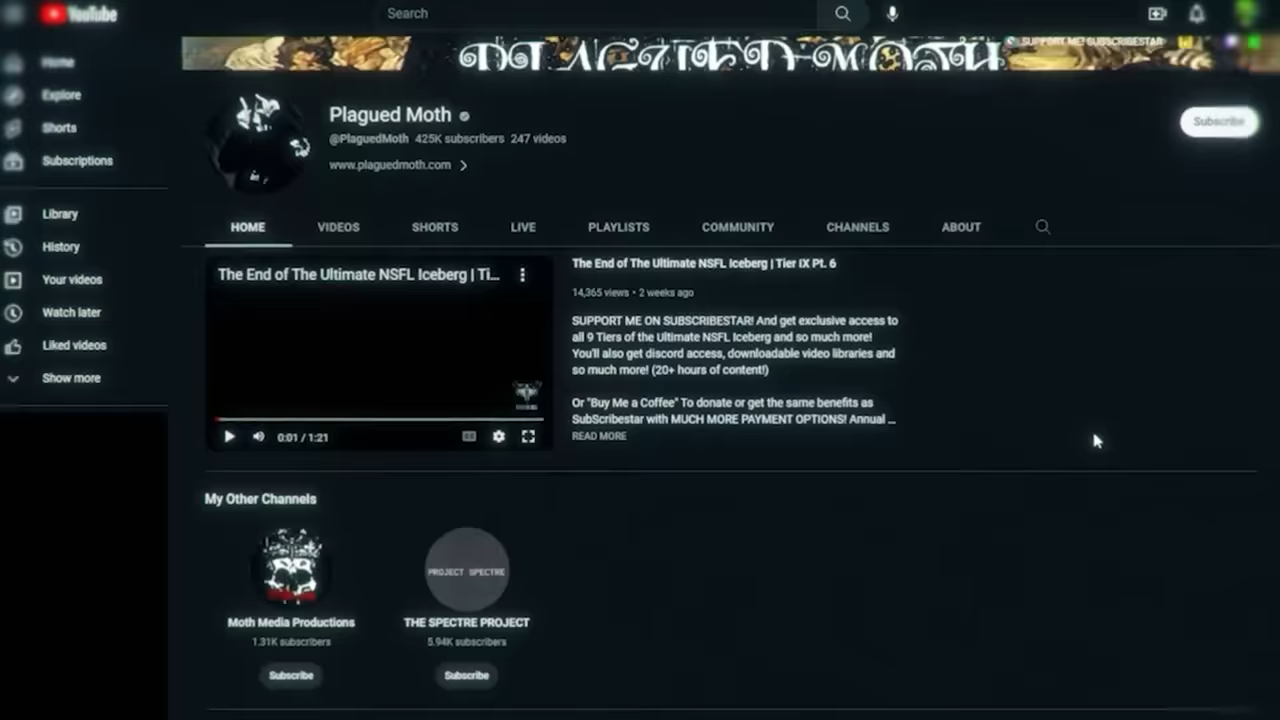 YouTube
Search
Home
Explore
Shorts
Subscriptions
Library
History
Your videos
Watch later
Liked videos
Show more
PLAGUED MOTH
SUPPORT ME! SUBSCRIBESTAR
Plagued Moth
@PlaguedMoth 425K subscribers 247 videos
www.plaguedmoth.com
Subscribe
HOME VIDEOS SHORTS LIVE PLAYLISTS COMMUNITY CHANNELS ABOUT
The End of The Ultimate NSFL Iceberg | Ti...
0:01 / 1:21
The End of The Ultimate NSFL Iceberg | Tier IX Pt. 6
14,365 views • 2 weeks ago
SUPPORT ME ON SUBSCRIBESTAR! And get exclusive access to
all 9 Tiers of the Ultimate NSFL Iceberg and so much more!
You'll also get discord access, downloadable video libraries and
so much more! (20+ hours of content!)
Or "Buy Me a Coffee" To donate or get the same benefits as
SubScribestar with MUCH MORE PAYMENT OPTIONS! Annual ...
READ MORE
My Other Channels
PROJECT SPECTRE
Moth Media Productions
1.31K subscribers
Subscribe
THE SPECTRE PROJECT
5.94K subscribers
Subscribe